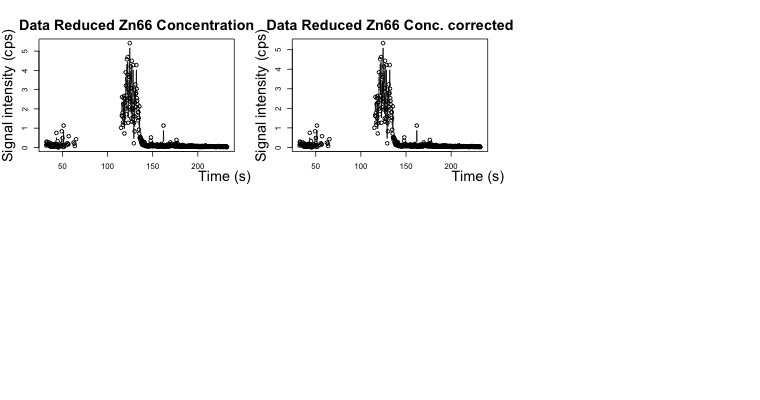 Data Reduced Zn66 Concentration
Signal intensity (cps)
5
4
3
2
1
0
50 100 150 200
Time (s)
Data Reduced Zn66 Conc. corrected
Signal intensity (cps)
5
4
3
2
1
0
50 100 150 200
Time (s)